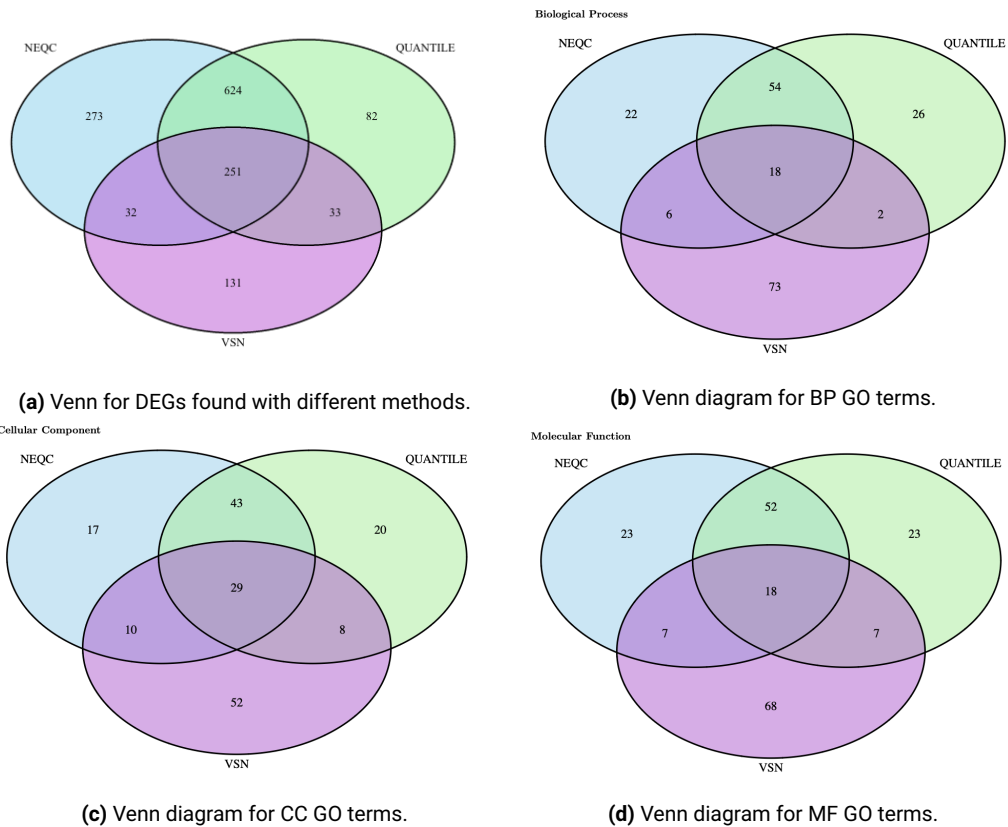 NEQC
QUANTILE
624
273
82
251
32
33
131
VSN
(a) Venn for DEGs found with different methods.
Biological Process
NEQC
QUANTILE
54
22
26
18
6
2
73
VSN
(b) Venn diagram for BP GO terms.
Cellular Component
NEQC
QUANTILE
43
17
20
29
10
8
52
VSN
(c) Venn diagram for CC GO terms.
Molecular Function
NEQC
QUANTILE
52
23
23
18
7
7
68
VSN
(d) Venn diagram for MF GO terms.